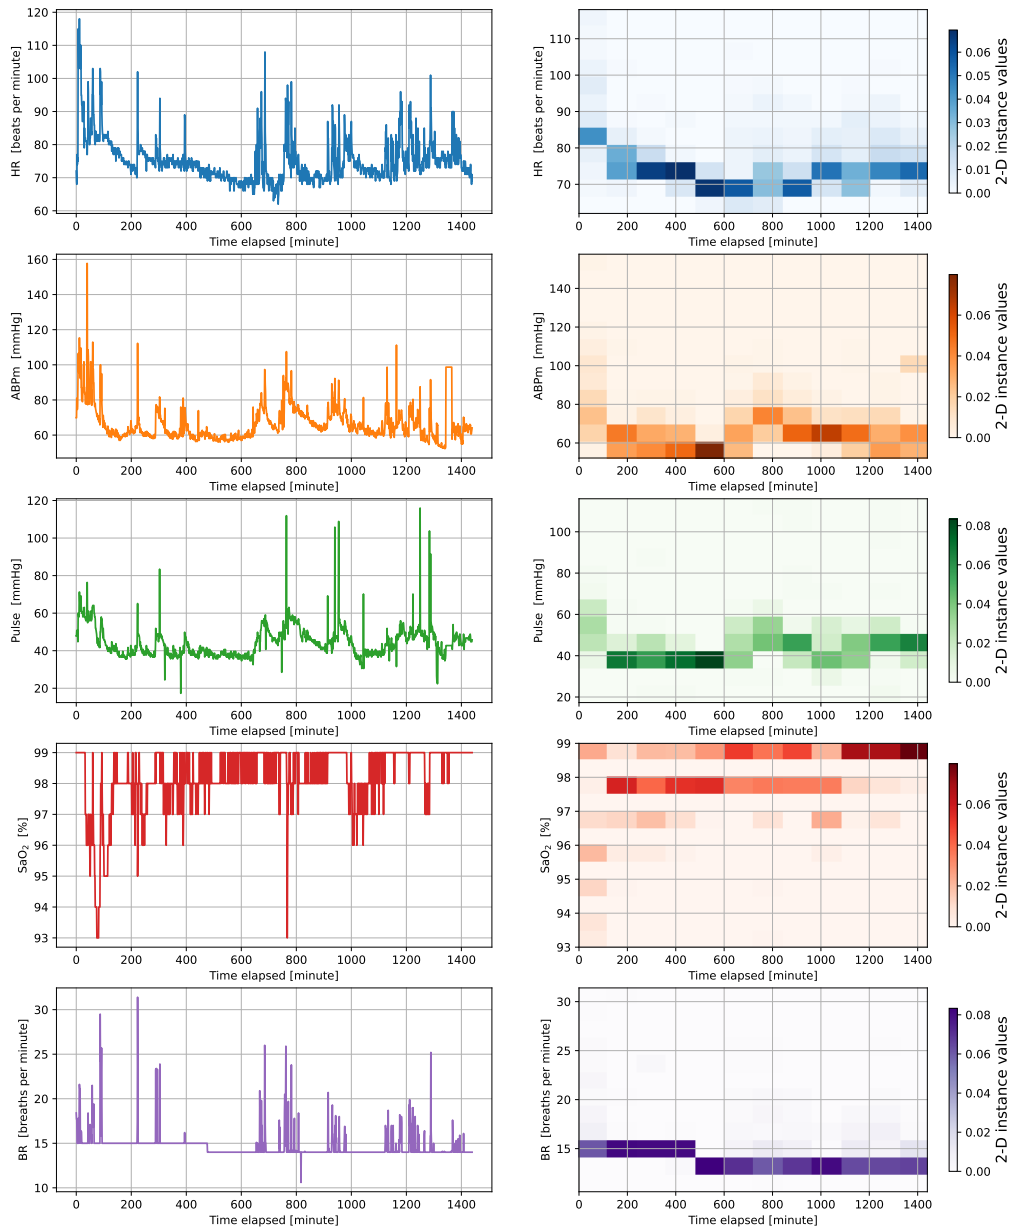 120
110
100
90
80
70
60
HR  [beats per minute]
0 200 400 600 800 1000 1200 1400
Time elapsed [minute]
110
100
90
80
70
HR  [beats per minute]
0 200 400 600 800 1000 1200 1400
Time elapsed [minute]
0.06
0.05
0.04
0.03
0.02
0.01
0.00
2-D instance values
160
140
120
100
80
60
ABPm  [mmHg]
0 200 400 600 800 1000 1200 1400
Time elapsed [minute]
140
120
100
80
60
ABPm  [mmHg]
0 200 400 600 800 1000 1200 1400
Time elapsed [minute]
0.06
0.04
0.02
0.00
2-D instance values
120
100
80
60
40
20
Pulse  [mmHg]
0 200 400 600 800 1000 1200 1400
Time elapsed [minute]
100
80
60
40
20
Pulse  [mmHg]
0 200 400 600 800 1000 1200 1400
Time elapsed [minute]
0.08
0.06
0.04
0.02
0.00
2-D instance values
99
98
97
96
95
94
93
SaO₂  [%]
0 200 400 600 800 1000 1200 1400
Time elapsed [minute]
99
98
97
96
95
94
93
SaO₂  [%]
0 200 400 600 800 1000 1200 1400
Time elapsed [minute]
0.06
0.04
0.02
0.00
2-D instance values
30
25
20
15
10
BR  [breaths per minute]
0 200 400 600 800 1000 1200 1400
Time elapsed [minute]
30
25
20
15
BR  [breaths per minute]
0 200 400 600 800 1000 1200 1400
Time elapsed [minute]
0.08
0.06
0.04
0.02
0.00
2-D instance values